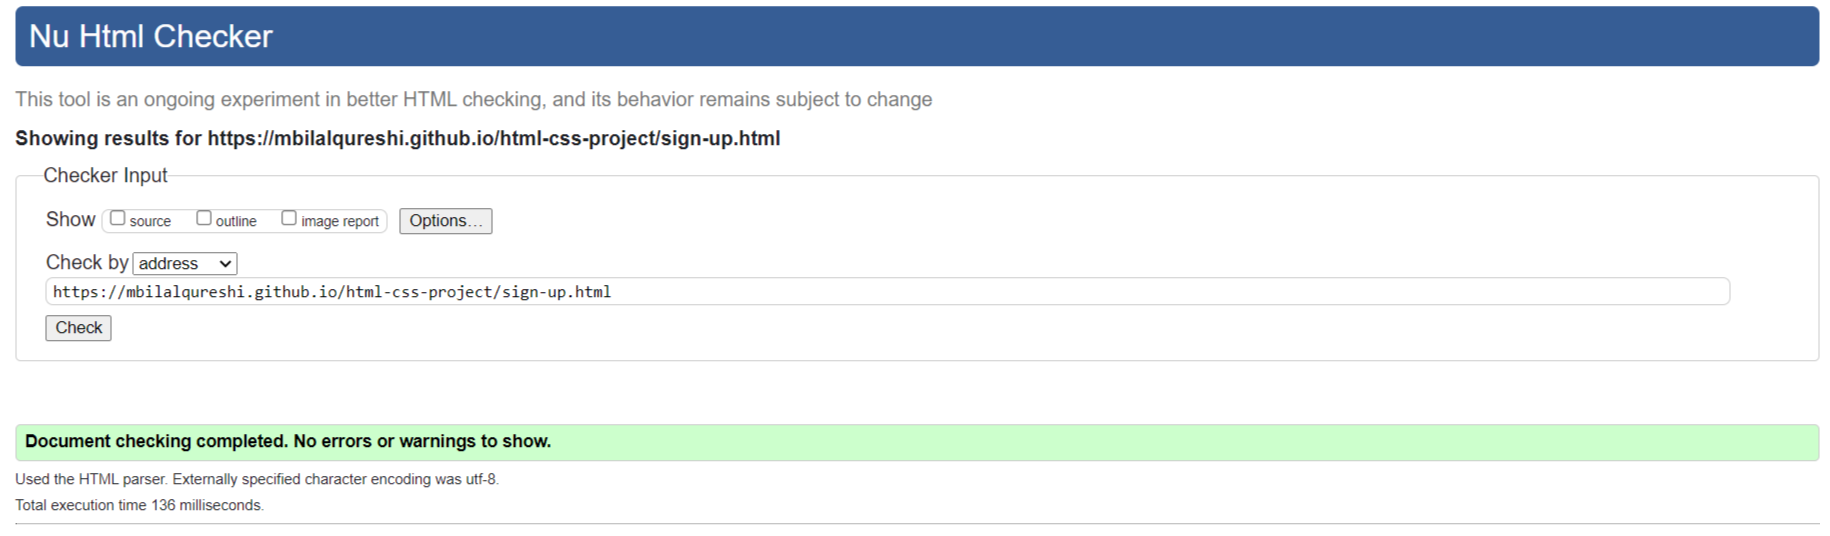 Nu Html Checker
This tool is an ongoing experiment in better HTML checking, and its behavior remains subject to change
Showing results for https://mbilalqureshi.github.io/html-css-project/sign-up.html
Checker Input
Show source outline image report Options...
Check by address
https://mbilalqureshi.github.io/html-css-project/sign-up.html
Check
Document checking completed. No errors or warnings to show.
Used the HTML parser. Externally specified character encoding was utf-8.
Total execution time 136 milliseconds.